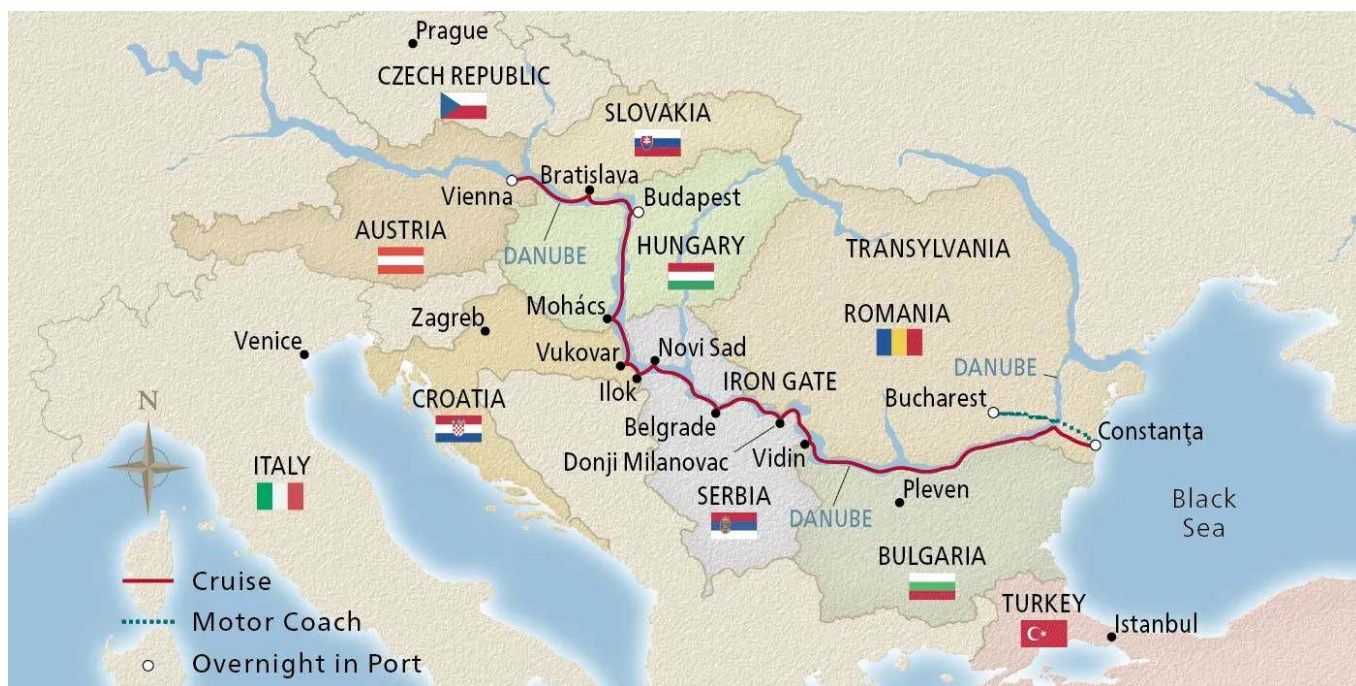 Prague
CZECH REPUBLIC
SLOVAKIA
Bratislava
Vienna
Budapest
AUSTRIA
DANUBE
HUNGARY
TRANSYLVANIA
Mohács
ROMANIA
Zagreb
Venice
Novi Sad
Vukovar
DANUBE
IRON GATE
Ilok
Bucharest
N
CROATIA
Belgrade
Constanţa
Donji Milanovac
Vidin
ITALY
Pleven
SERBIA
DANUBE
Black
Sea
BULGARIA
Cruise
TURKEY
Motor Coach
Istanbul
Overnight in Port